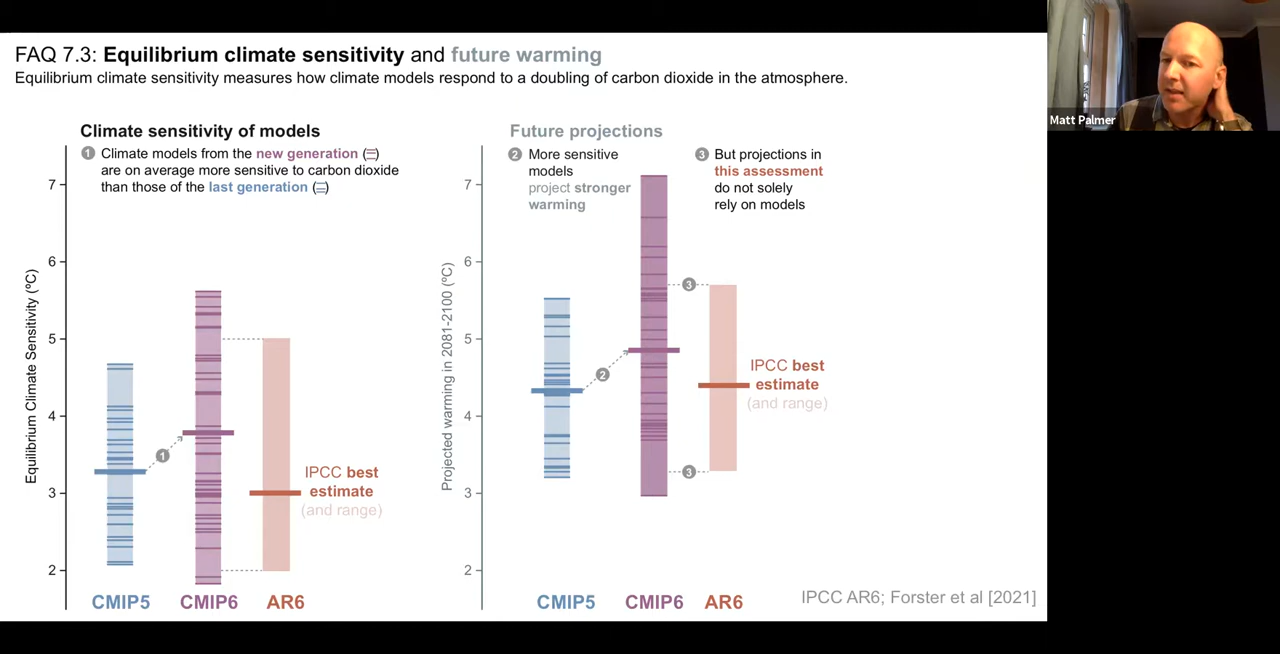 FAQ 7.3: Equilibrium climate sensitivity and future warming
Equilibrium climate sensitivity measures how climate models respond to a doubling of carbon dioxide in the atmosphere.
Matt Palmer
Climate sensitivity of models
1 Climate models from the new generation
are on average more sensitive to carbon dioxide
than those of the last generation
Equilibrium Climate Sensitivity (ºC)
7
6
5
4
3
2
1
IPCC best
estimate
(and range)
CMIP5
CMIP6
AR6
Future projections
2 More sensitive
models
project stronger
warming
3 But projections in
this assessment
do not solely
rely on models
Projected warming in 2081-2100 (ºC)
7
6
5
4
3
2
2
3
3
IPCC best
estimate
(and range)
CMIP5
CMIP6
AR6
IPCC AR6; Forster et al [2021]